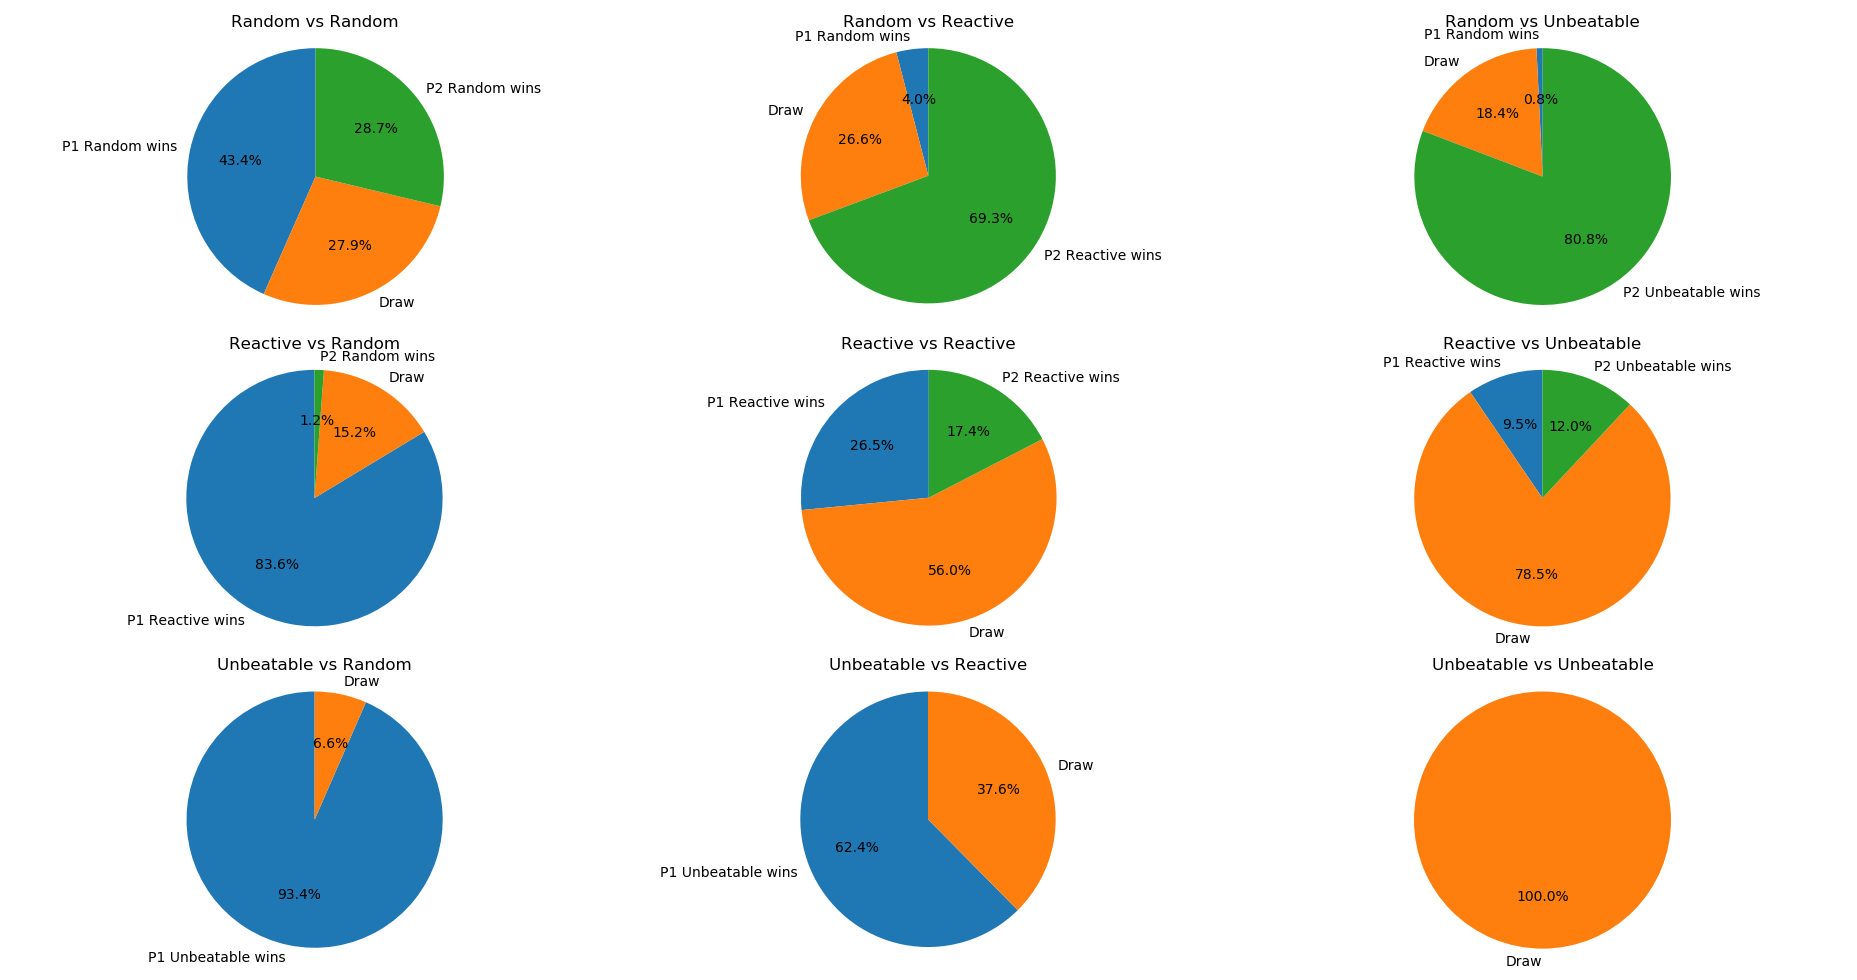 Random vs Random
P2 Random wins
28.7%
P1 Random wins
43.4%
27.9%
Draw
Random vs Reactive
P1 Random wins
4.0%
Draw
26.6%
69.3%
P2 Reactive wins
Random vs Unbeatable
P1 Random wins
Draw
0.8%
18.4%
80.8%
P2 Unbeatable wins
Reactive vs Random
P2 Random wins
Draw
1.2%
15.2%
83.6%
P1 Reactive wins
Reactive vs Reactive
P2 Reactive wins
P1 Reactive wins
17.4%
26.5%
56.0%
Draw
Reactive vs Unbeatable
P1 Reactive wins
P2 Unbeatable wins
9.5%
12.0%
78.5%
Draw
Unbeatable vs Random
Draw
6.6%
93.4%
P1 Unbeatable wins
Unbeatable vs Reactive
Draw
37.6%
62.4%
P1 Unbeatable wins
Unbeatable vs Unbeatable
100.0%
Draw